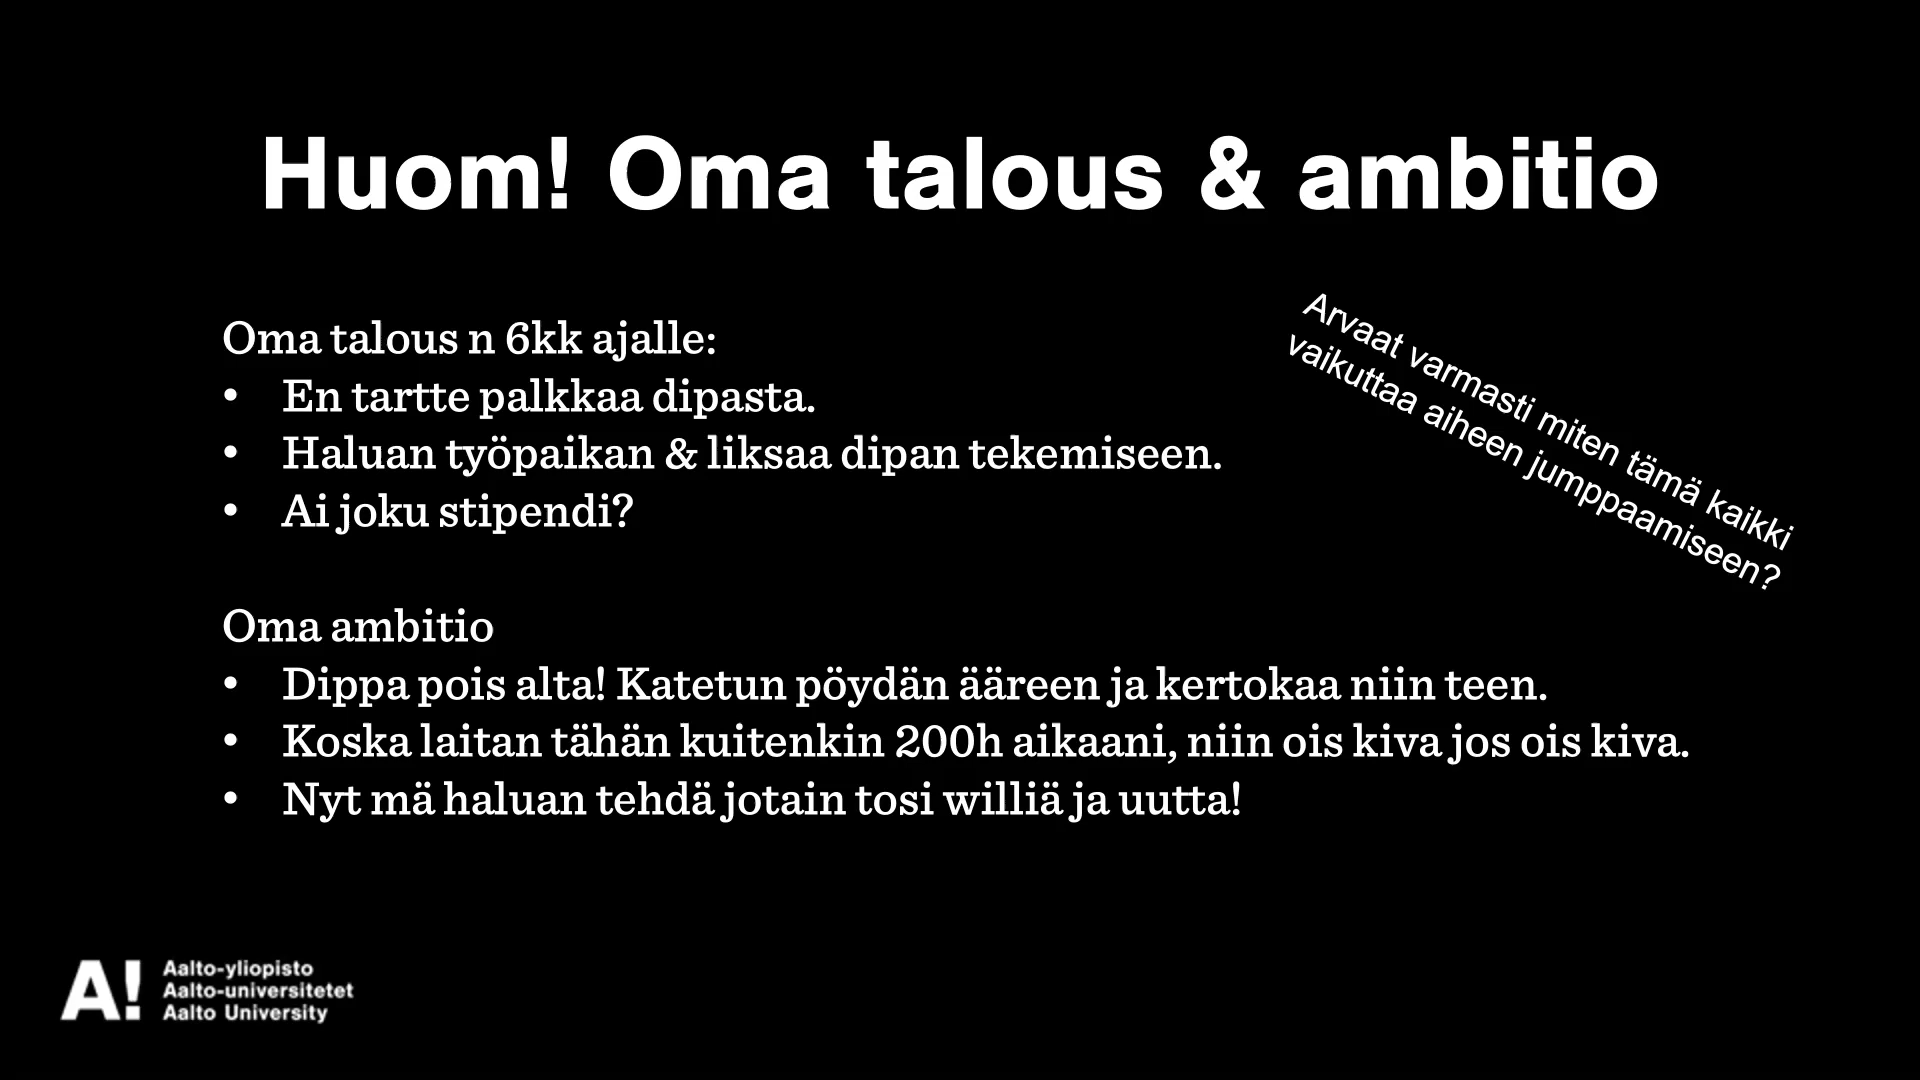 Huom! Oma talous & ambitio
Oma talous n 6kk ajalle:
• En tartte palkkaa dipasta.
• Haluan työpaikan & liksaa dipan tekemiseen.
• Ai joku stipendi?
Arvaat varmasti miten tämä kaikki
vaikuttaa aiheen jumppaamiseen?
Oma ambitio
• Dippa pois alta! Katetun pöydän ääreen ja kertokaa niin teen.
• Koska laitan tähän kuitenkin 200h aikaani, niin ois kiva jos ois kiva.
• Nyt mä haluan tehdä jotain tosi williä ja uutta!
A!
Aalto-yliopisto
Aalto-universitetet
Aalto University